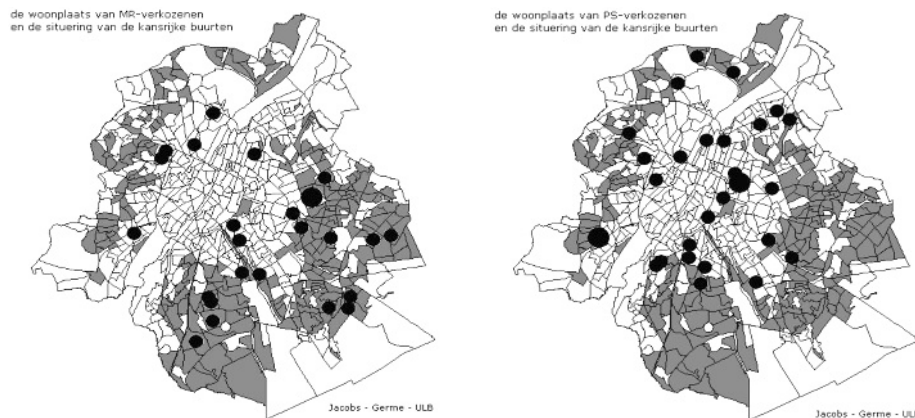 de woonplaats van MR-verkozenen
en de situering van de kansrijke buurten
Jacobs - Germe - ULB
de woonplaats van PS-verkozenen
en de situering van de kansrijke buurten
Jacobs - Germe - UL